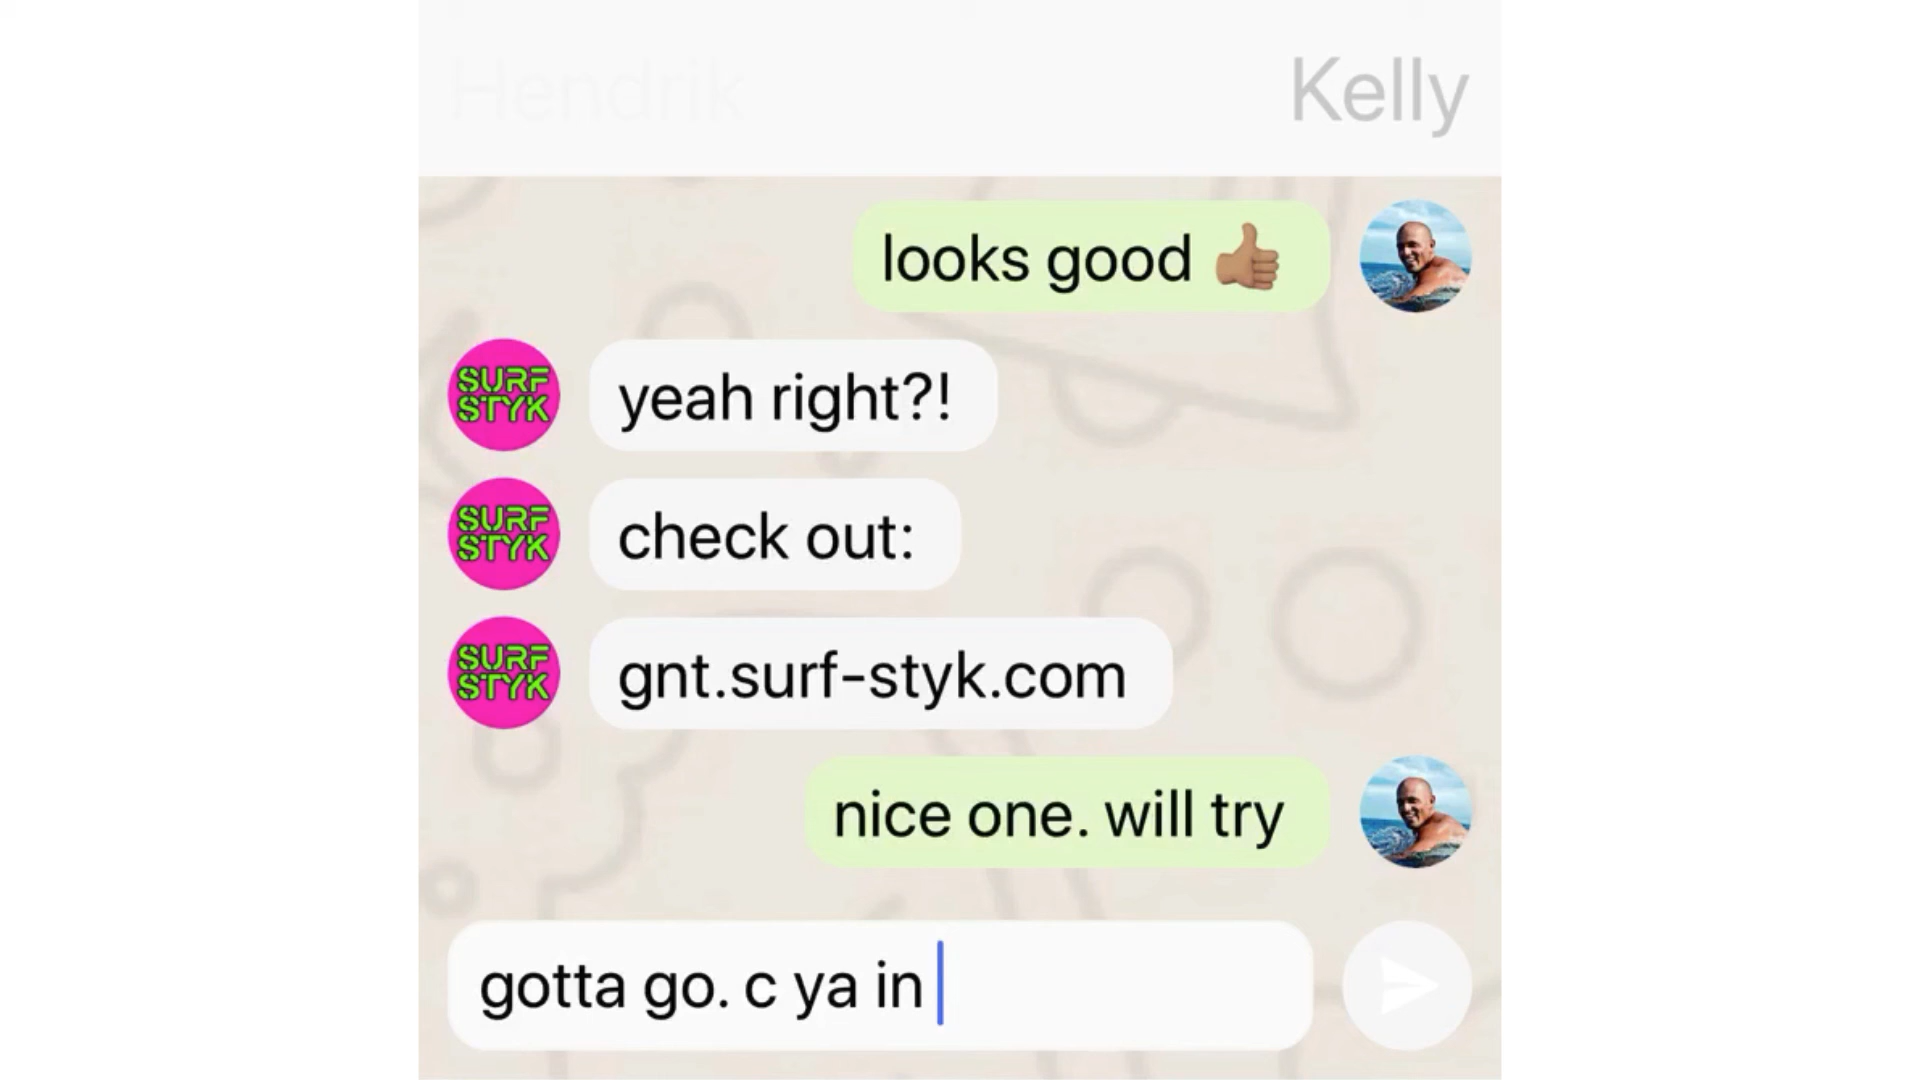 Hendrik
Kelly
looks good 👍🏽
SURF
STYK
yeah right?!
SURF
STYK
check out:
SURF
STYK
gnt.surf-styk.com
nice one. will try
gotta go. c ya in